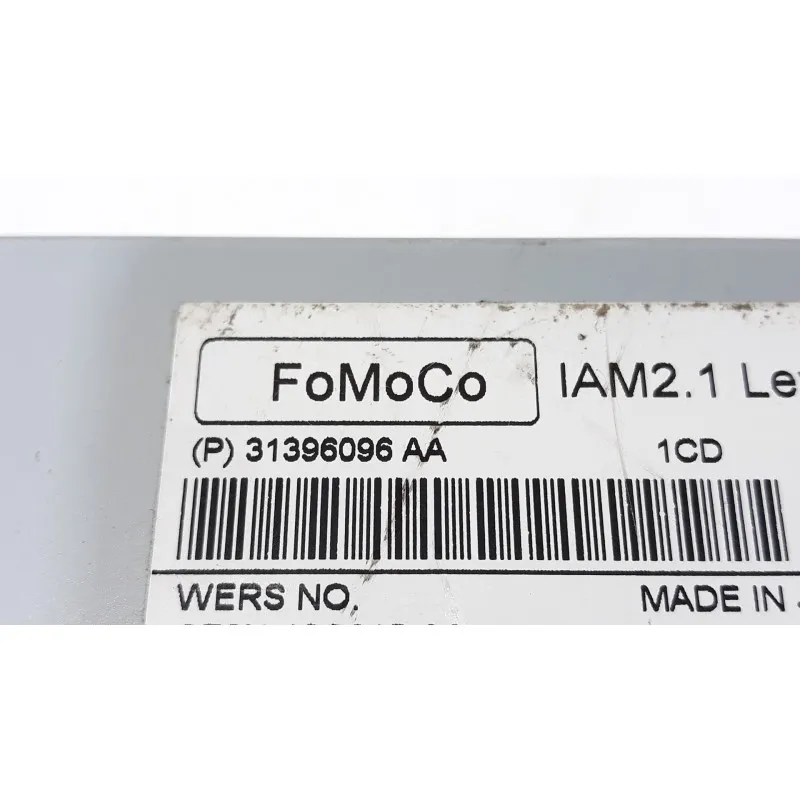 FoMoCo IAM2.1
(P) 31396096 AA 1CD
WERS NO. MADE IN